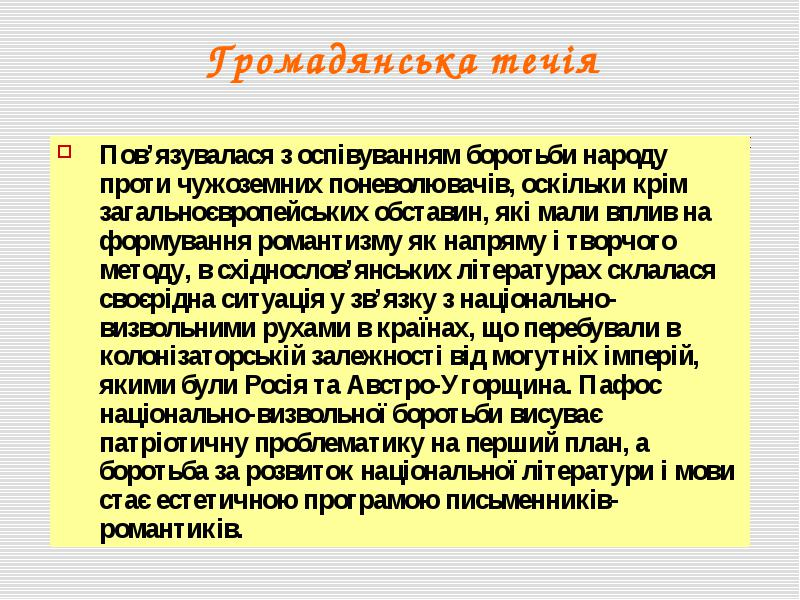 Громадянська течія
Пов’язувалася з оспівуванням боротьби народу
проти чужоземних поневолювачів, оскільки крім
загальноєвропейських обставин, які мали вплив на
формування романтизму як напряму і творчого
методу, в східнослов’янських літературах склалася
своєрідна ситуація у зв’язку з національно-
визвольними рухами в країнах, що перебували в
колонізаторській залежності від могутніх імперій,
якими були Росія та Австро-Угорщина. Пафос
національно-визвольної боротьби висуває
патріотичну проблематику на перший план, а
боротьба за розвиток національної літератури і мови
стає естетичною програмою письменників-
романтиків.